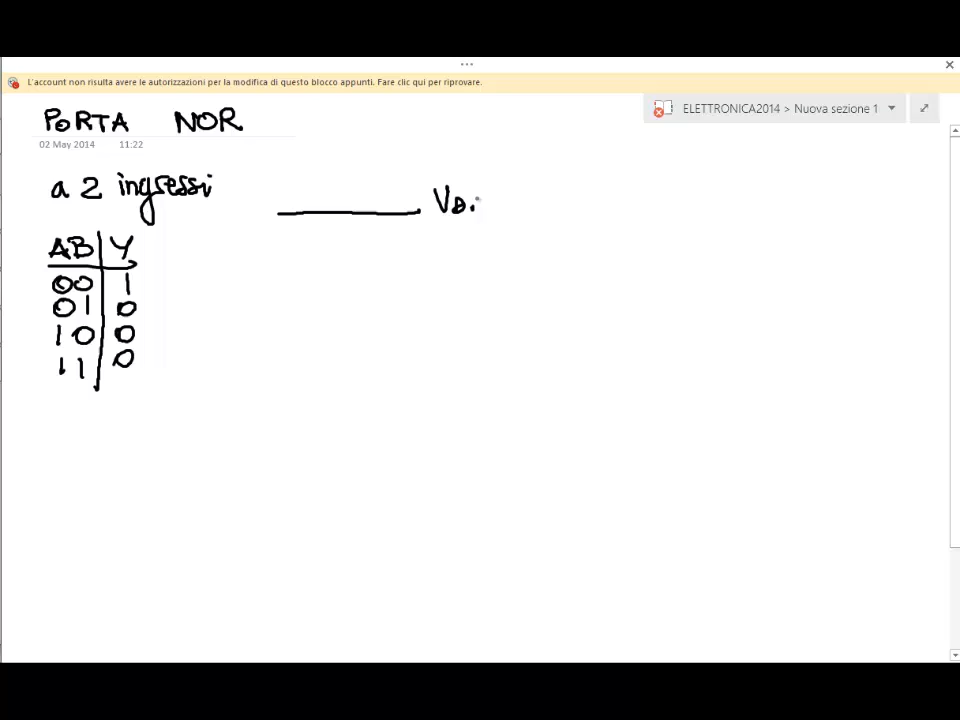 L'account non risulta avere le autorizzazioni per la modifica di questo blocco appunti. Fare clic qui per riprovare.
ELETTRONICA2014 > Nuova sezione 1
PORTA NOR
02 May 2014 11:22
a 2 ingressi
AB Y
00 1
01 0
10 0
11 0